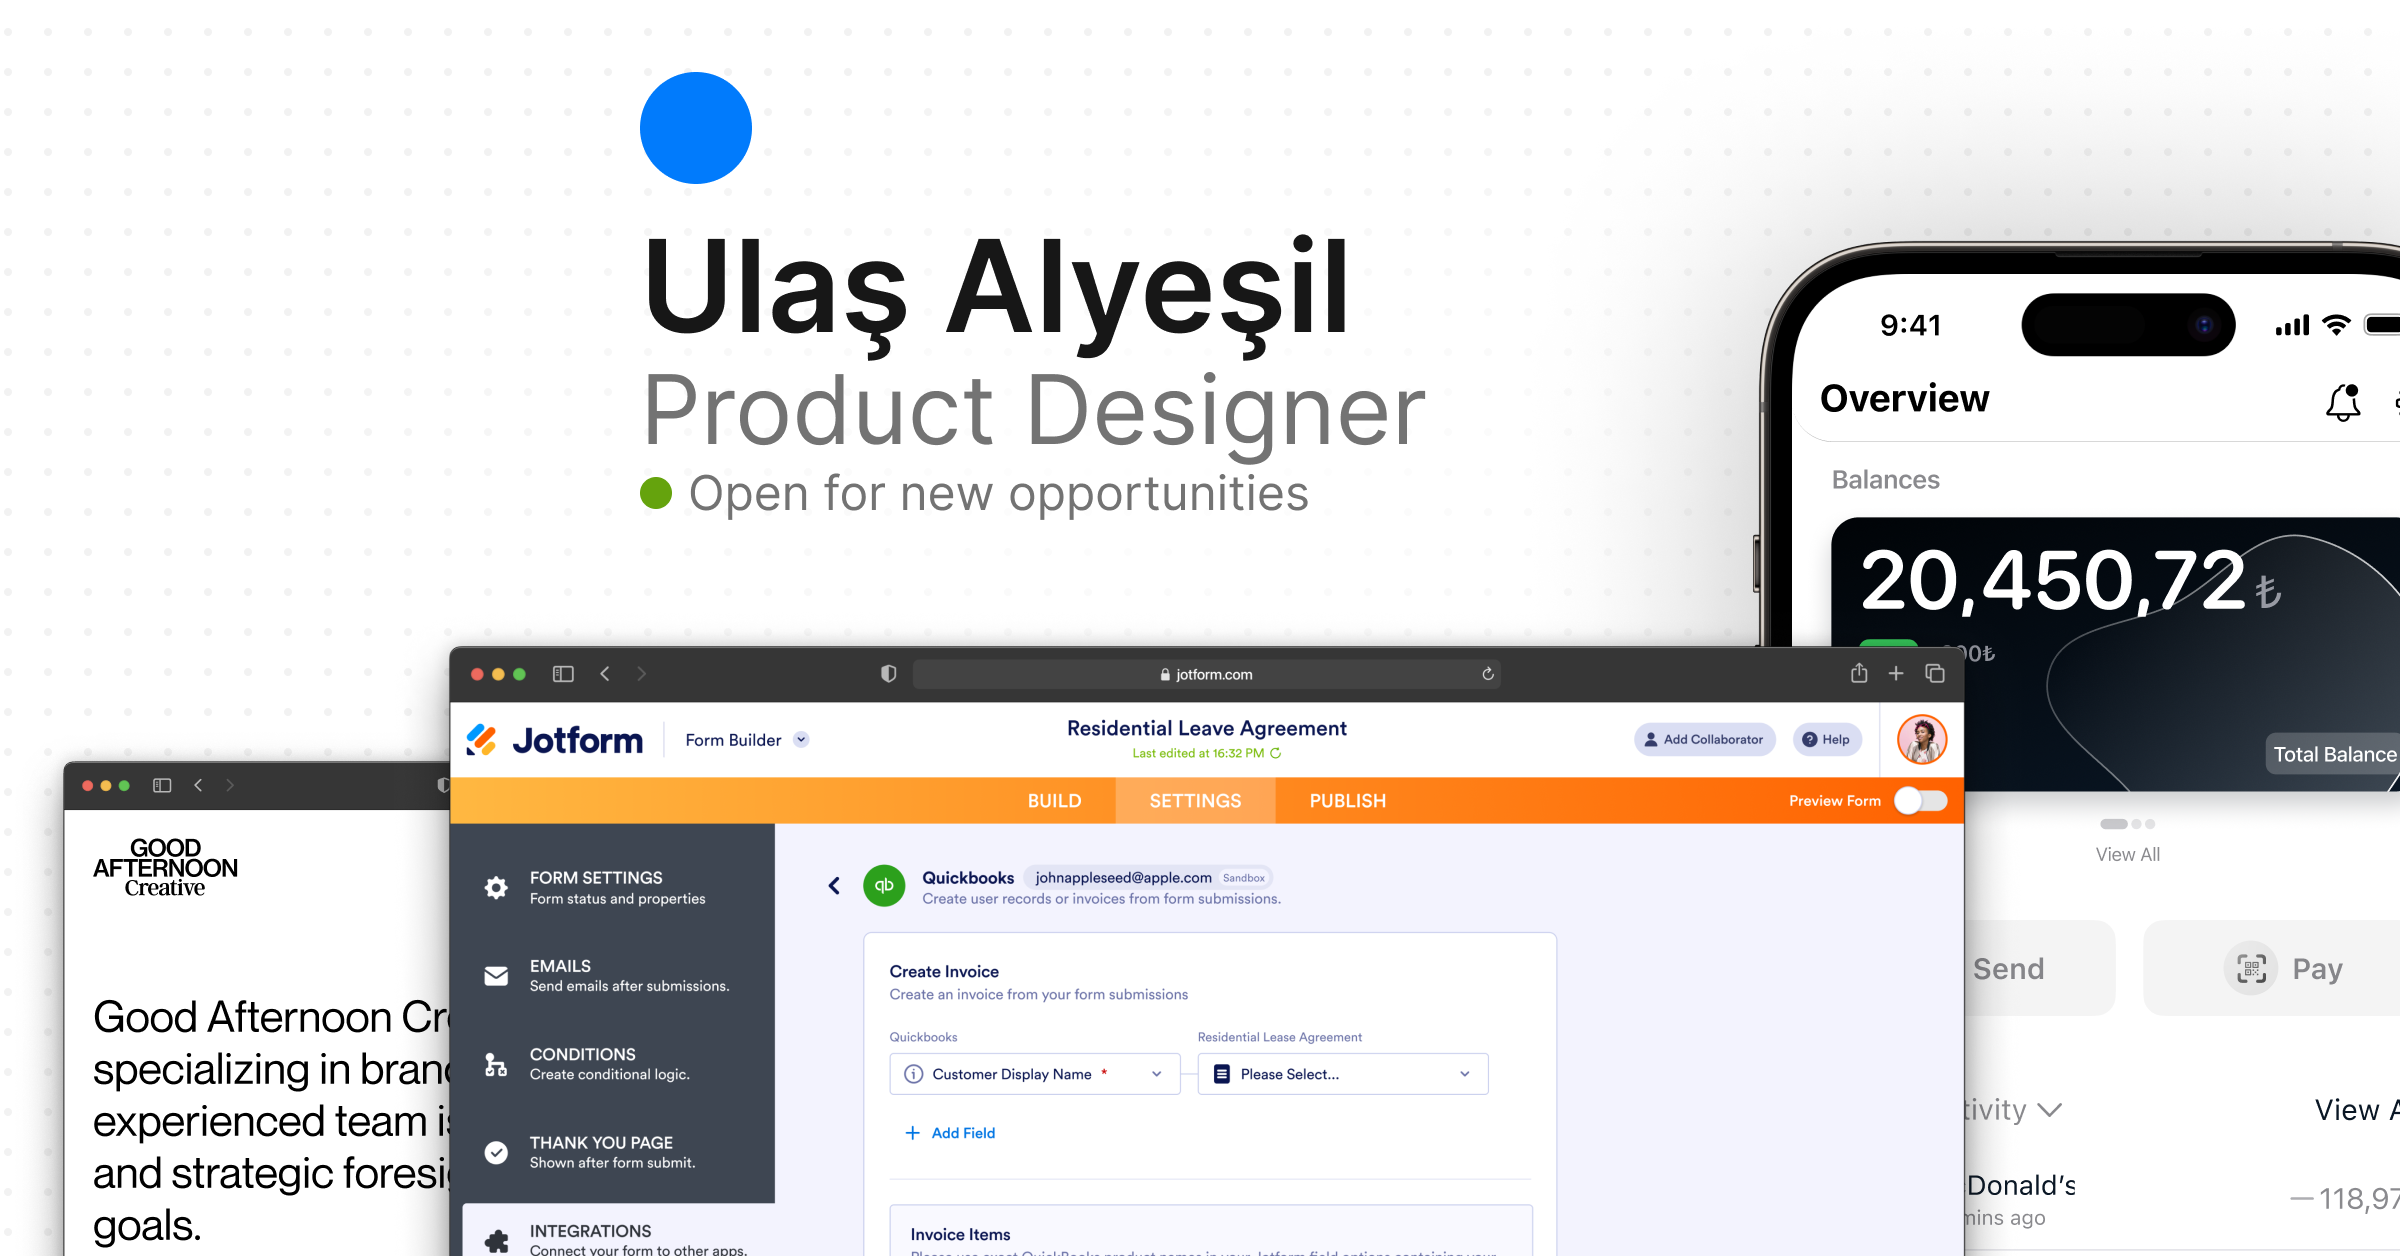 Ulaş Alyeşil
Product Designer
Open for new opportunities
9:41
Overview
Balances
20,450,72₺
00₺
Total Balance
View All
Send
Pay
tivity
View A
Donald's
mins ago
—118,97
jotform.com
Jotform
Form Builder
Residential Leave Agreement
Last edited at 16:32 PM
Add Collaborator
Help
BUILD
SETTINGS
PUBLISH
Preview Form
FORM SETTINGS
Form status and properties
EMAILS
Send emails after submissions.
CONDITIONS
Create conditional logic.
THANK YOU PAGE
Shown after form submit.
INTEGRATIONS
Connect your form to other apps.
qb
Quickbooks
johnappleseed@apple.com
Sandbox
Create user records or invoices from form submissions.
Create Invoice
Create an invoice from your form submissions
Quickbooks
Residential Lease Agreement
Customer Display Name *
Please Select...
+ Add Field
Invoice Items
GOOD
AFTERNOON
Creative
Good Afternoon Cr
specializing in bran
experienced team is
and strategic foresi
goals.